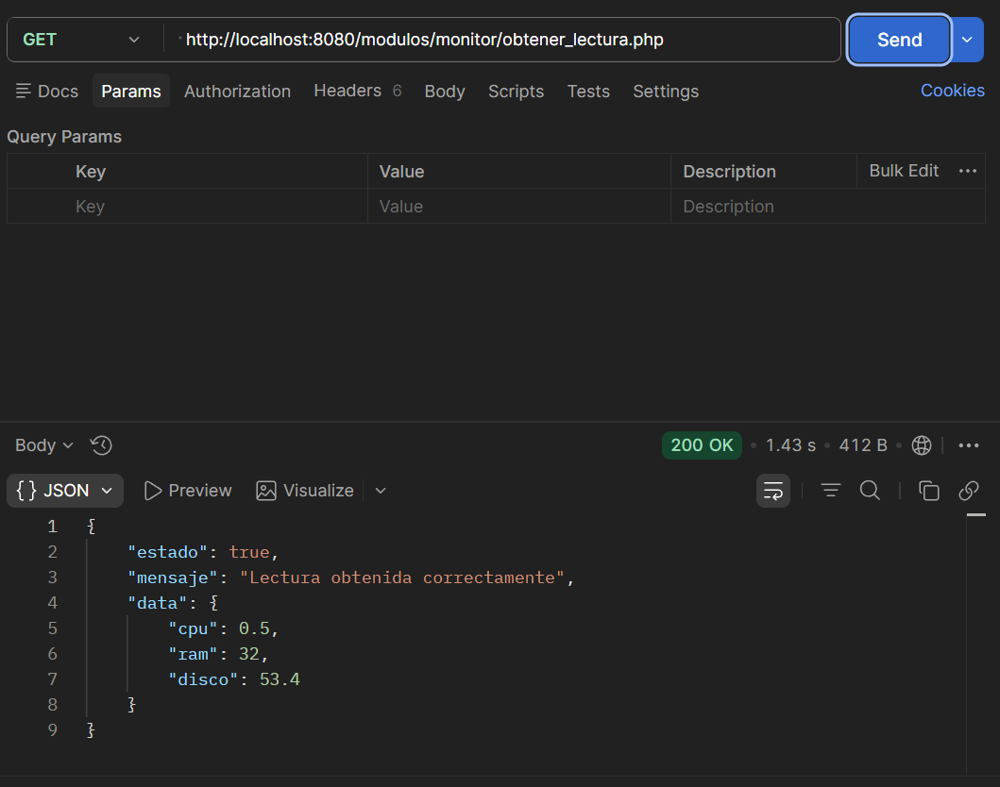 GET http://localhost:8080/modulos/monitor/obtener_lectura.php Send
Docs Params Authorization Headers 6 Body Scripts Tests Settings Cookies
Query Params
Key Value Description Bulk Edit
Key Value Description
Body 200 OK 1.43 s 412 B
{} JSON Preview Visualize
1 {
2 "estado": true,
3 "mensaje": "Lectura obtenida correctamente",
4 "data": {
5 "cpu": 0.5,
6 "ram": 32,
7 "disco": 53.4
8 }
9 }